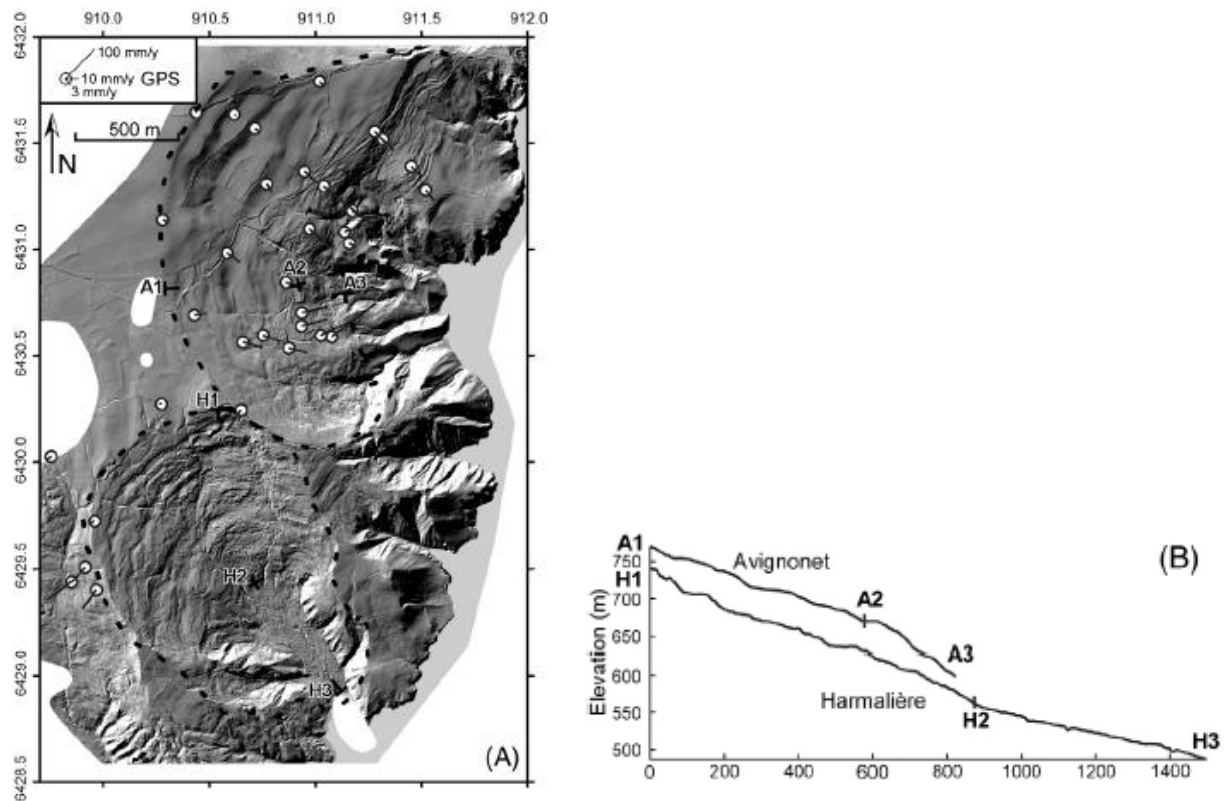 910.0 910.5 911.0 911.5 912.0
6432.0
6431.5
6431.0
6430.5
6430.0
6429.5
6429.0
6428.5
100 mm/y
10 mm/y GPS
3 mm/y
500 m
N
A1
A2
A3
H1
H2
H3
(A)
(B)
A1
H1
Avignonet
A2
A3
Harmalière
H2
H3
Elevation (m)
750
700
650
600
550
500
0 200 400 600 800 1000 1200 1400